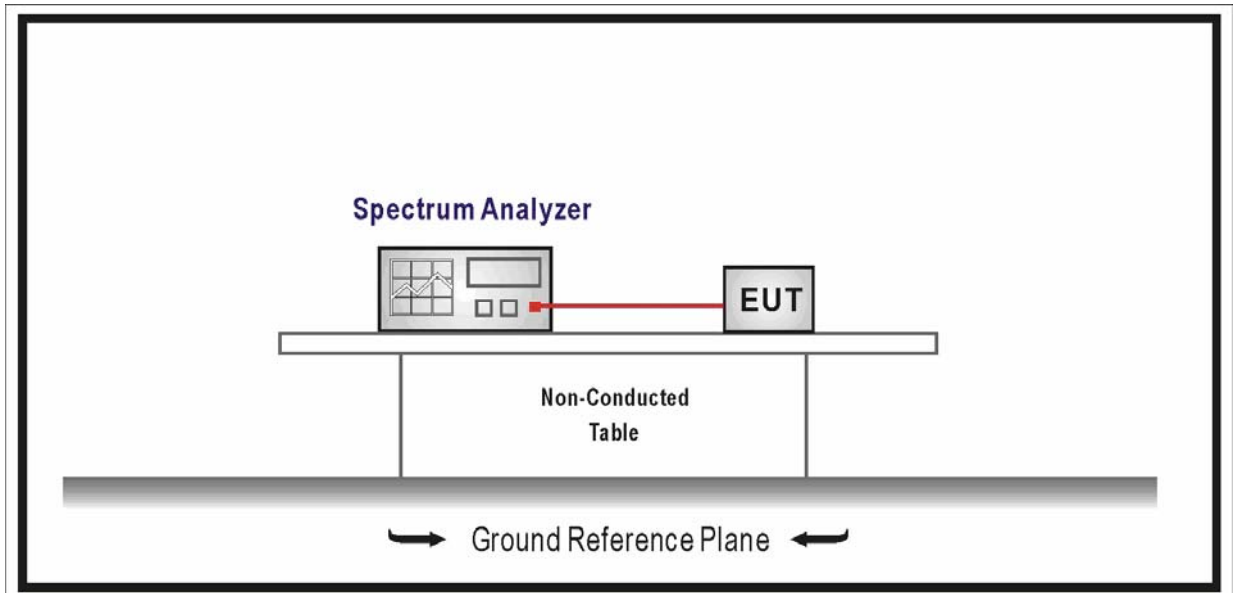 Spectrum Analyzer
EUT
Non-Conducted
Table
Ground Reference Plane